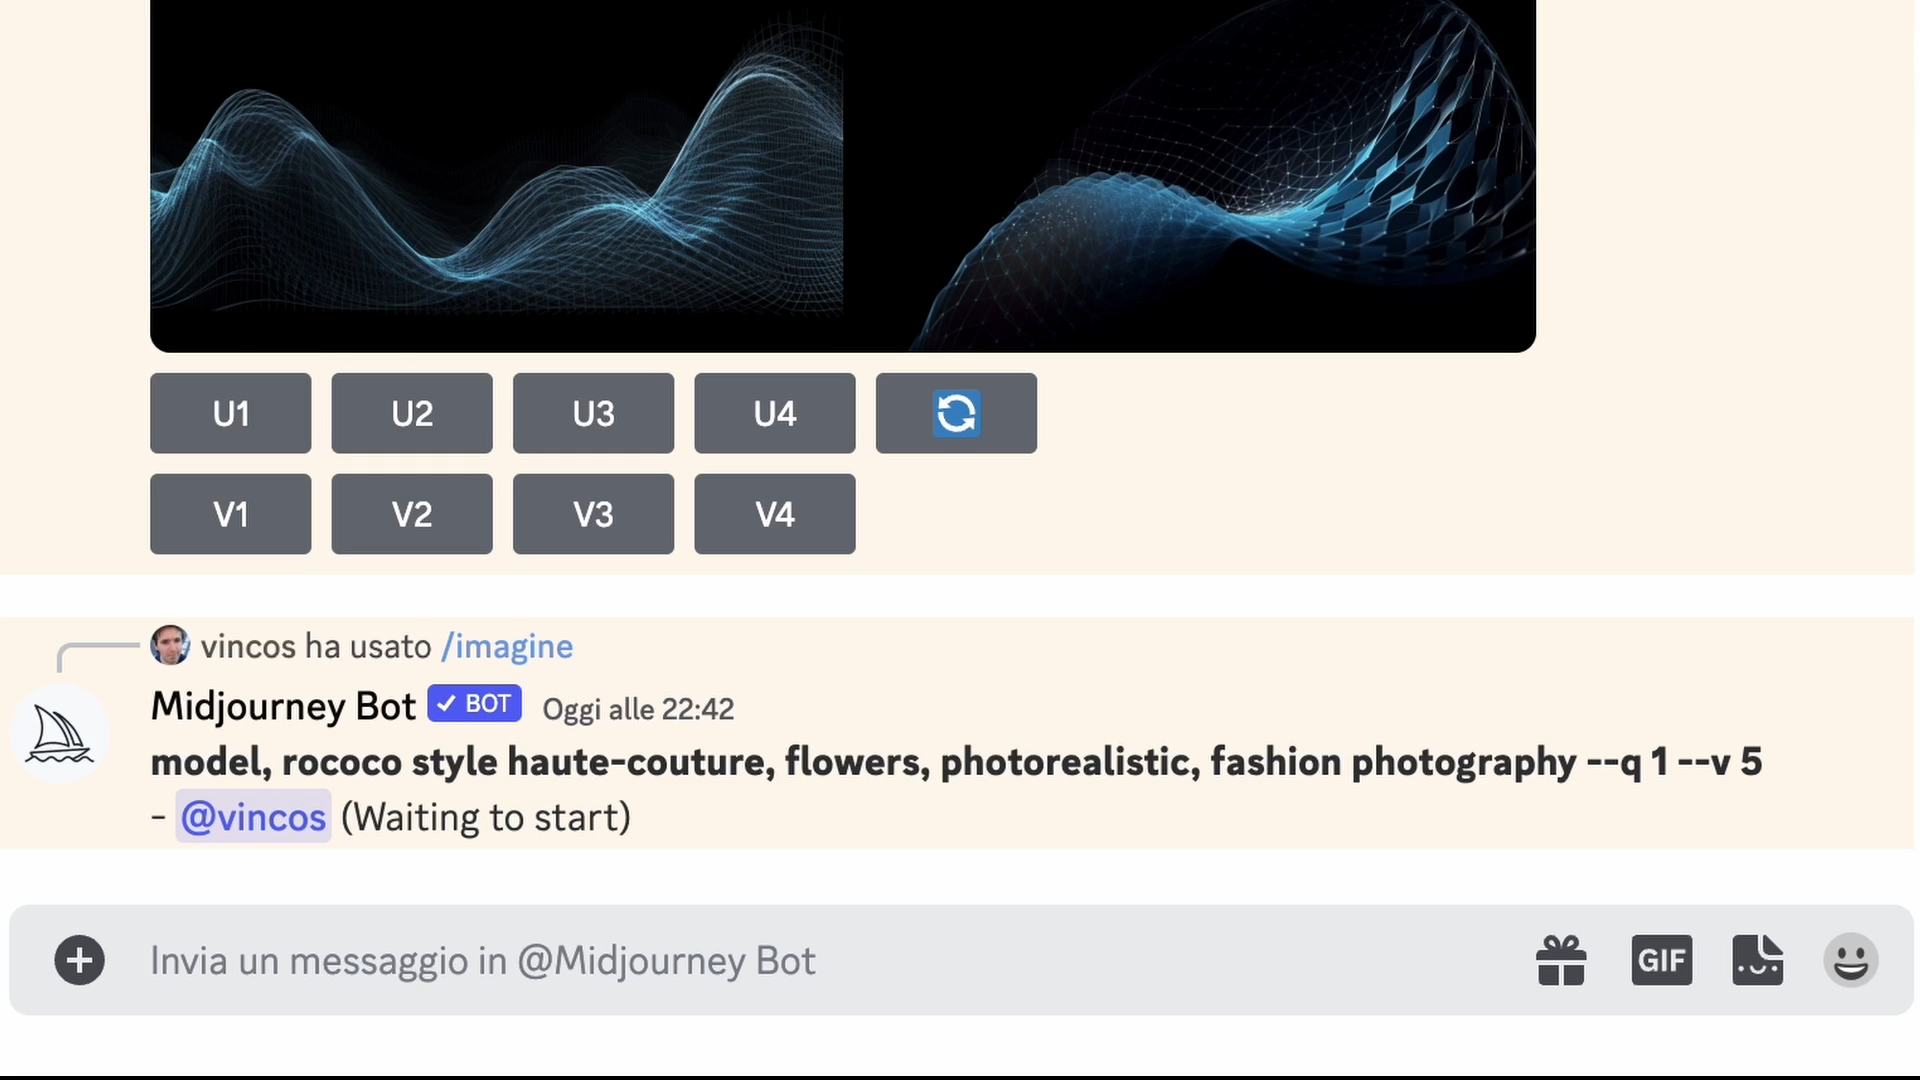 U1 U2 U3 U4
V1 V2 V3 V4
vincos ha usato /imagine
Midjourney Bot BOT Oggi alle 22:42
model, rococo style haute-couture, flowers, photorealistic, fashion photography --q 1 --v 5
- @vincos (Waiting to start)
Invia un messaggio in @Midjourney Bot GIF